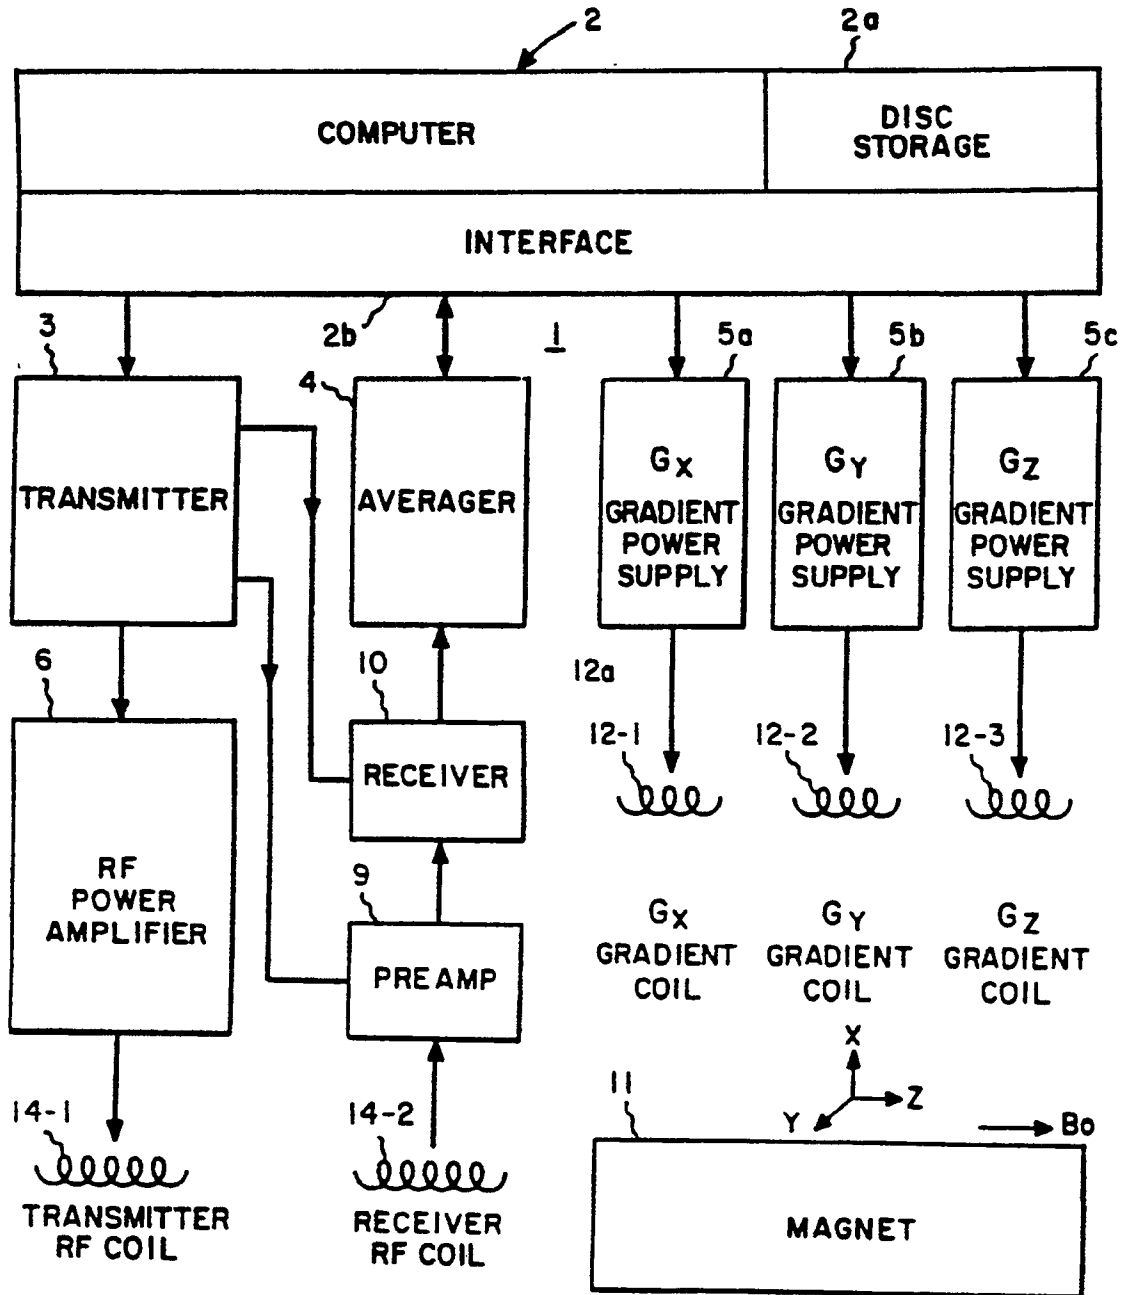 2
2a
COMPUTER
DISC
STORAGE
INTERFACE
3
2b
1
5a
5b
5c
4
TRANSMITTER
AVERAGER
GX
GRADIENT
POWER
SUPPLY
GY
GRADIENT
POWER
SUPPLY
GZ
GRADIENT
POWER
SUPPLY
6
10
12a
12-1
12-2
12-3
RECEIVER
RF
POWER
AMPLIFIER
9
PREAMP
GX
GRADIENT
COIL
GY
GRADIENT
COIL
GZ
GRADIENT
COIL
X
Z
Y
Bo
11
14-1
14-2
TRANSMITTER
RF COIL
RECEIVER
RF COIL
MAGNET